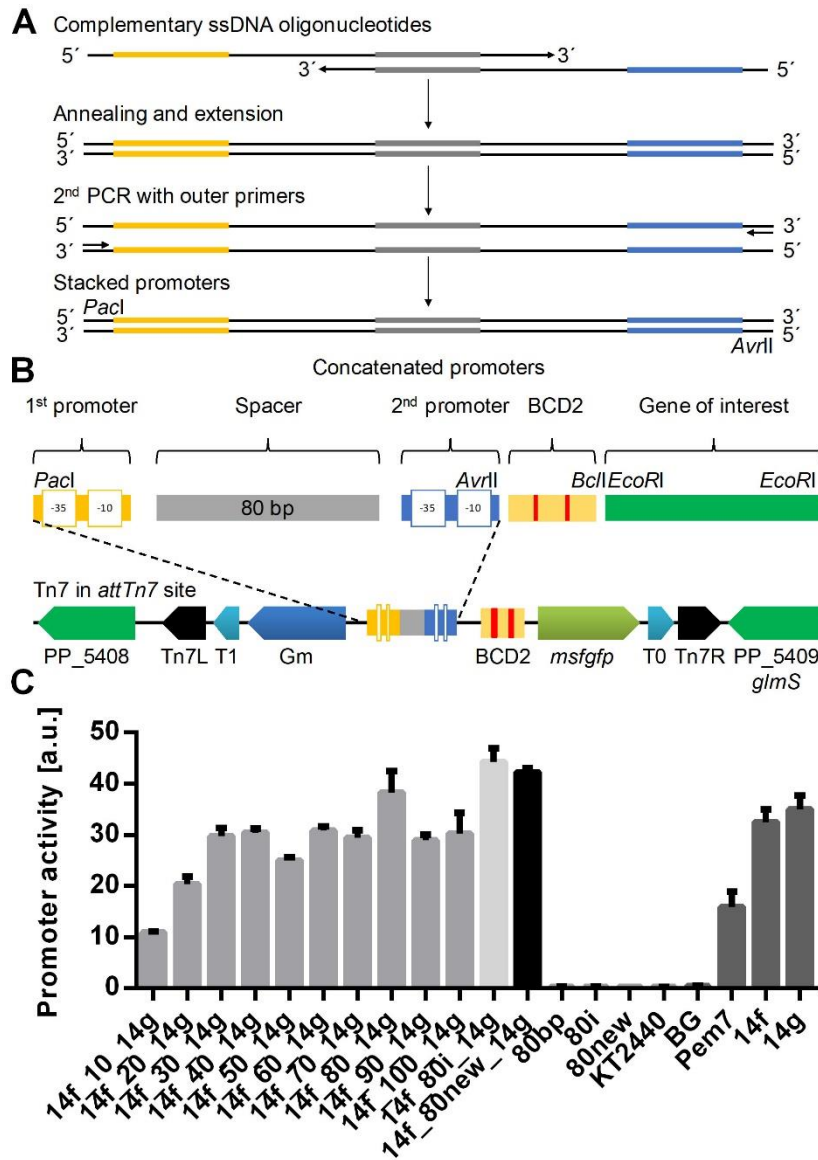 A
Complementary ssDNA oligonucleotides
5´ 3´
3´ 5´
Annealing and extension
5´ 3´
3´ 5´
2nd PCR with outer primers
5´ 3´
3´ 5´
Stacked promoters
PacI
5´ 3´
3´ 5´
AvrII
B
Concatenated promoters
1st promoter Spacer 2nd promoter BCD2 Gene of interest
PacI AvrII BclI EcoRI EcoRI
-35 -10 80 bp -35 -10
Tn7 in attTn7 site
PP_5408 Tn7L T1 Gm BCD2 msfgfp T0 Tn7R PP_5409
glmS
C
Promoter activity [a.u.]
50
40
30
20
10
0
14f_10_14g
14f_20_14g
14f_30_14g
14f_40_14g
14f_50_14g
14f_60_14g
14f_70_14g
14f_80_14g
14f_90_14g
14f_100_14g
14f_80i_14g
14f_80new_14g
80bp
80i
80new
KT2440
BG
Pem7
14f
14g